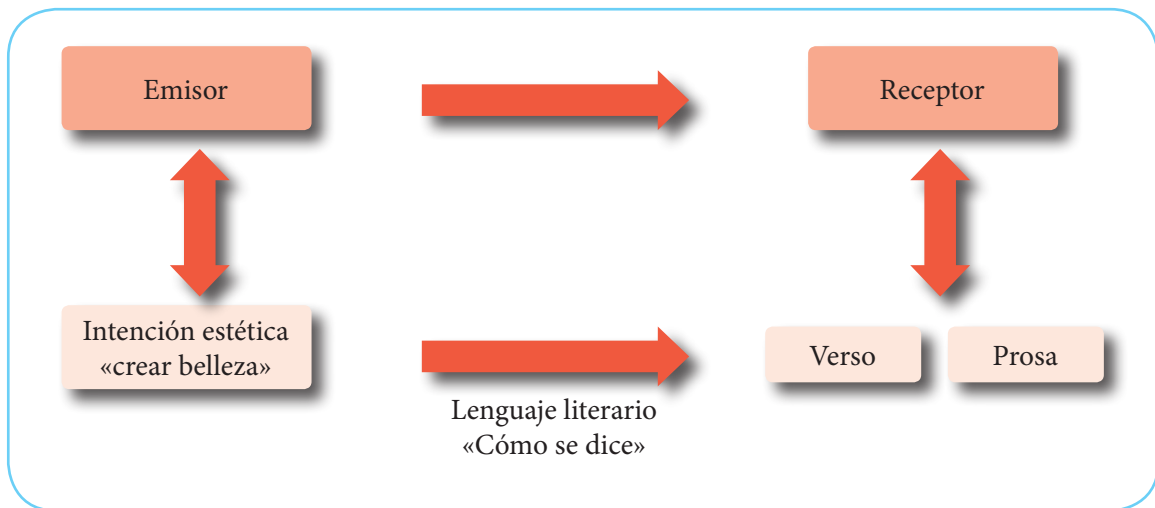 Emisor
Receptor
Intención estética
«crear belleza»
Verso
Prosa
Lenguaje literario
«Cómo se dice»